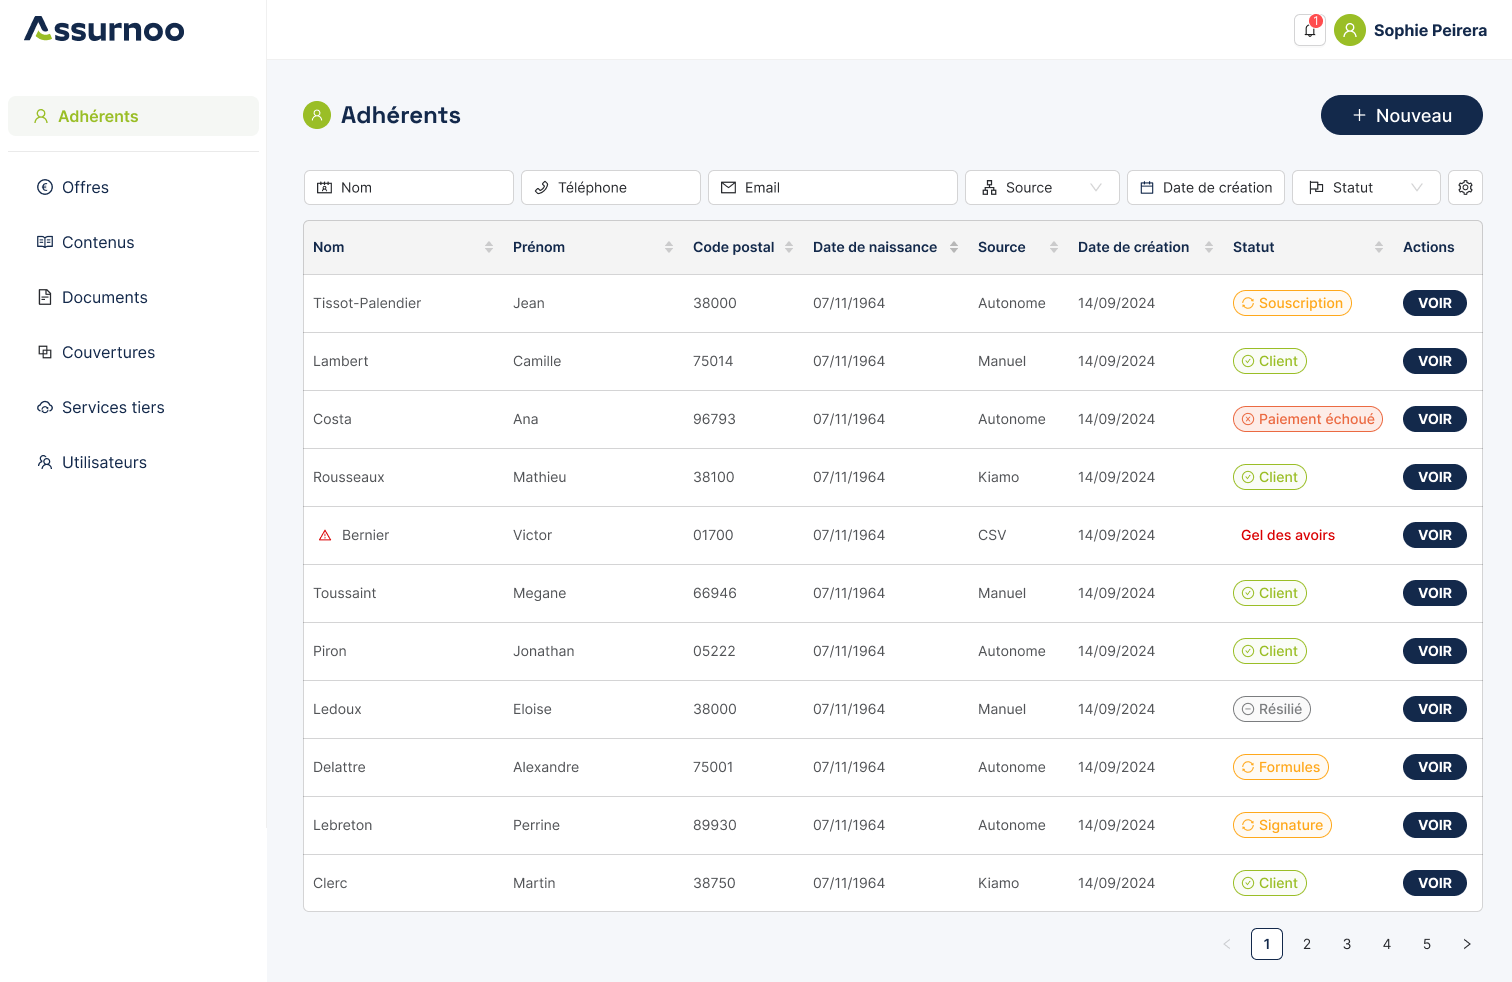 Assurnoo
1
Sophie Peirera
Adhérents
Offres
Contenus
Documents
Couvertures
Services tiers
Utilisateurs
Adhérents
Nouveau
Nom Téléphone Email Source Date de création Statut
Nom Prénom Code postal Date de naissance Source Date de création Statut Actions
Tissot-Palendier Jean 38000 07/11/1964 Autonome 14/09/2024 Souscription VOIR
Lambert Camille 75014 07/11/1964 Manuel 14/09/2024 Client VOIR
Costa Ana 96793 07/11/1964 Autonome 14/09/2024 Paiement échoué VOIR
Rousseaux Mathieu 38100 07/11/1964 Kiamo 14/09/2024 Client VOIR
Bernier Victor 01700 07/11/1964 CSV 14/09/2024 Gel des avoirs VOIR
Toussaint Megane 66946 07/11/1964 Manuel 14/09/2024 Client VOIR
Piron Jonathan 05222 07/11/1964 Autonome 14/09/2024 Client VOIR
Ledoux Eloise 38000 07/11/1964 Manuel 14/09/2024 Résilié VOIR
Delattre Alexandre 75001 07/11/1964 Autonome 14/09/2024 Formules VOIR
Lebreton Perrine 89930 07/11/1964 Autonome 14/09/2024 Signature VOIR
Clerc Martin 38750 07/11/1964 Kiamo 14/09/2024 Client VOIR
1 2 3 4 5